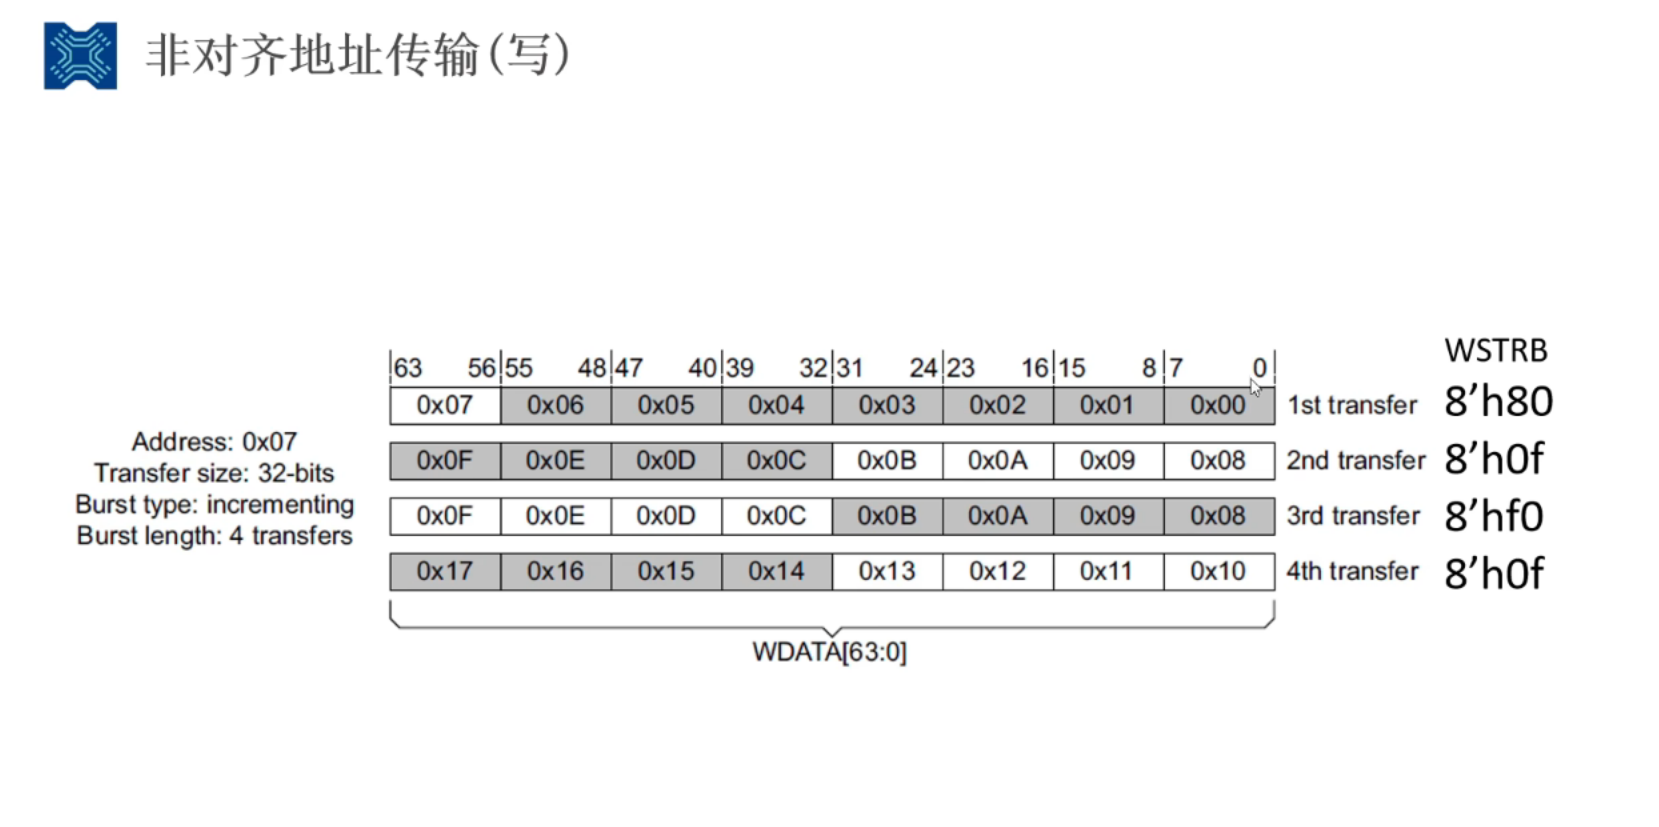 非对齐地址传输(写)
WSTRB
63 56 55 48 47 40 39 32 31 24 23 16 15 8 7 0
0x07 0x06 0x05 0x04 0x03 0x02 0x01 0x00 1st transfer 8'h80
Address: 0x07
0x0F 0x0E 0x0D 0x0C 0x0B 0x0A 0x09 0x08 2nd transfer 8'h0f
Transfer size: 32-bits
Burst type: incrementing
0x0F 0x0E 0x0D 0x0C 0x0B 0x0A 0x09 0x08 3rd transfer 8'hf0
Burst length: 4 transfers
0x17 0x16 0x15 0x14 0x13 0x12 0x11 0x10 4th transfer 8'h0f
WDATA[63:0]